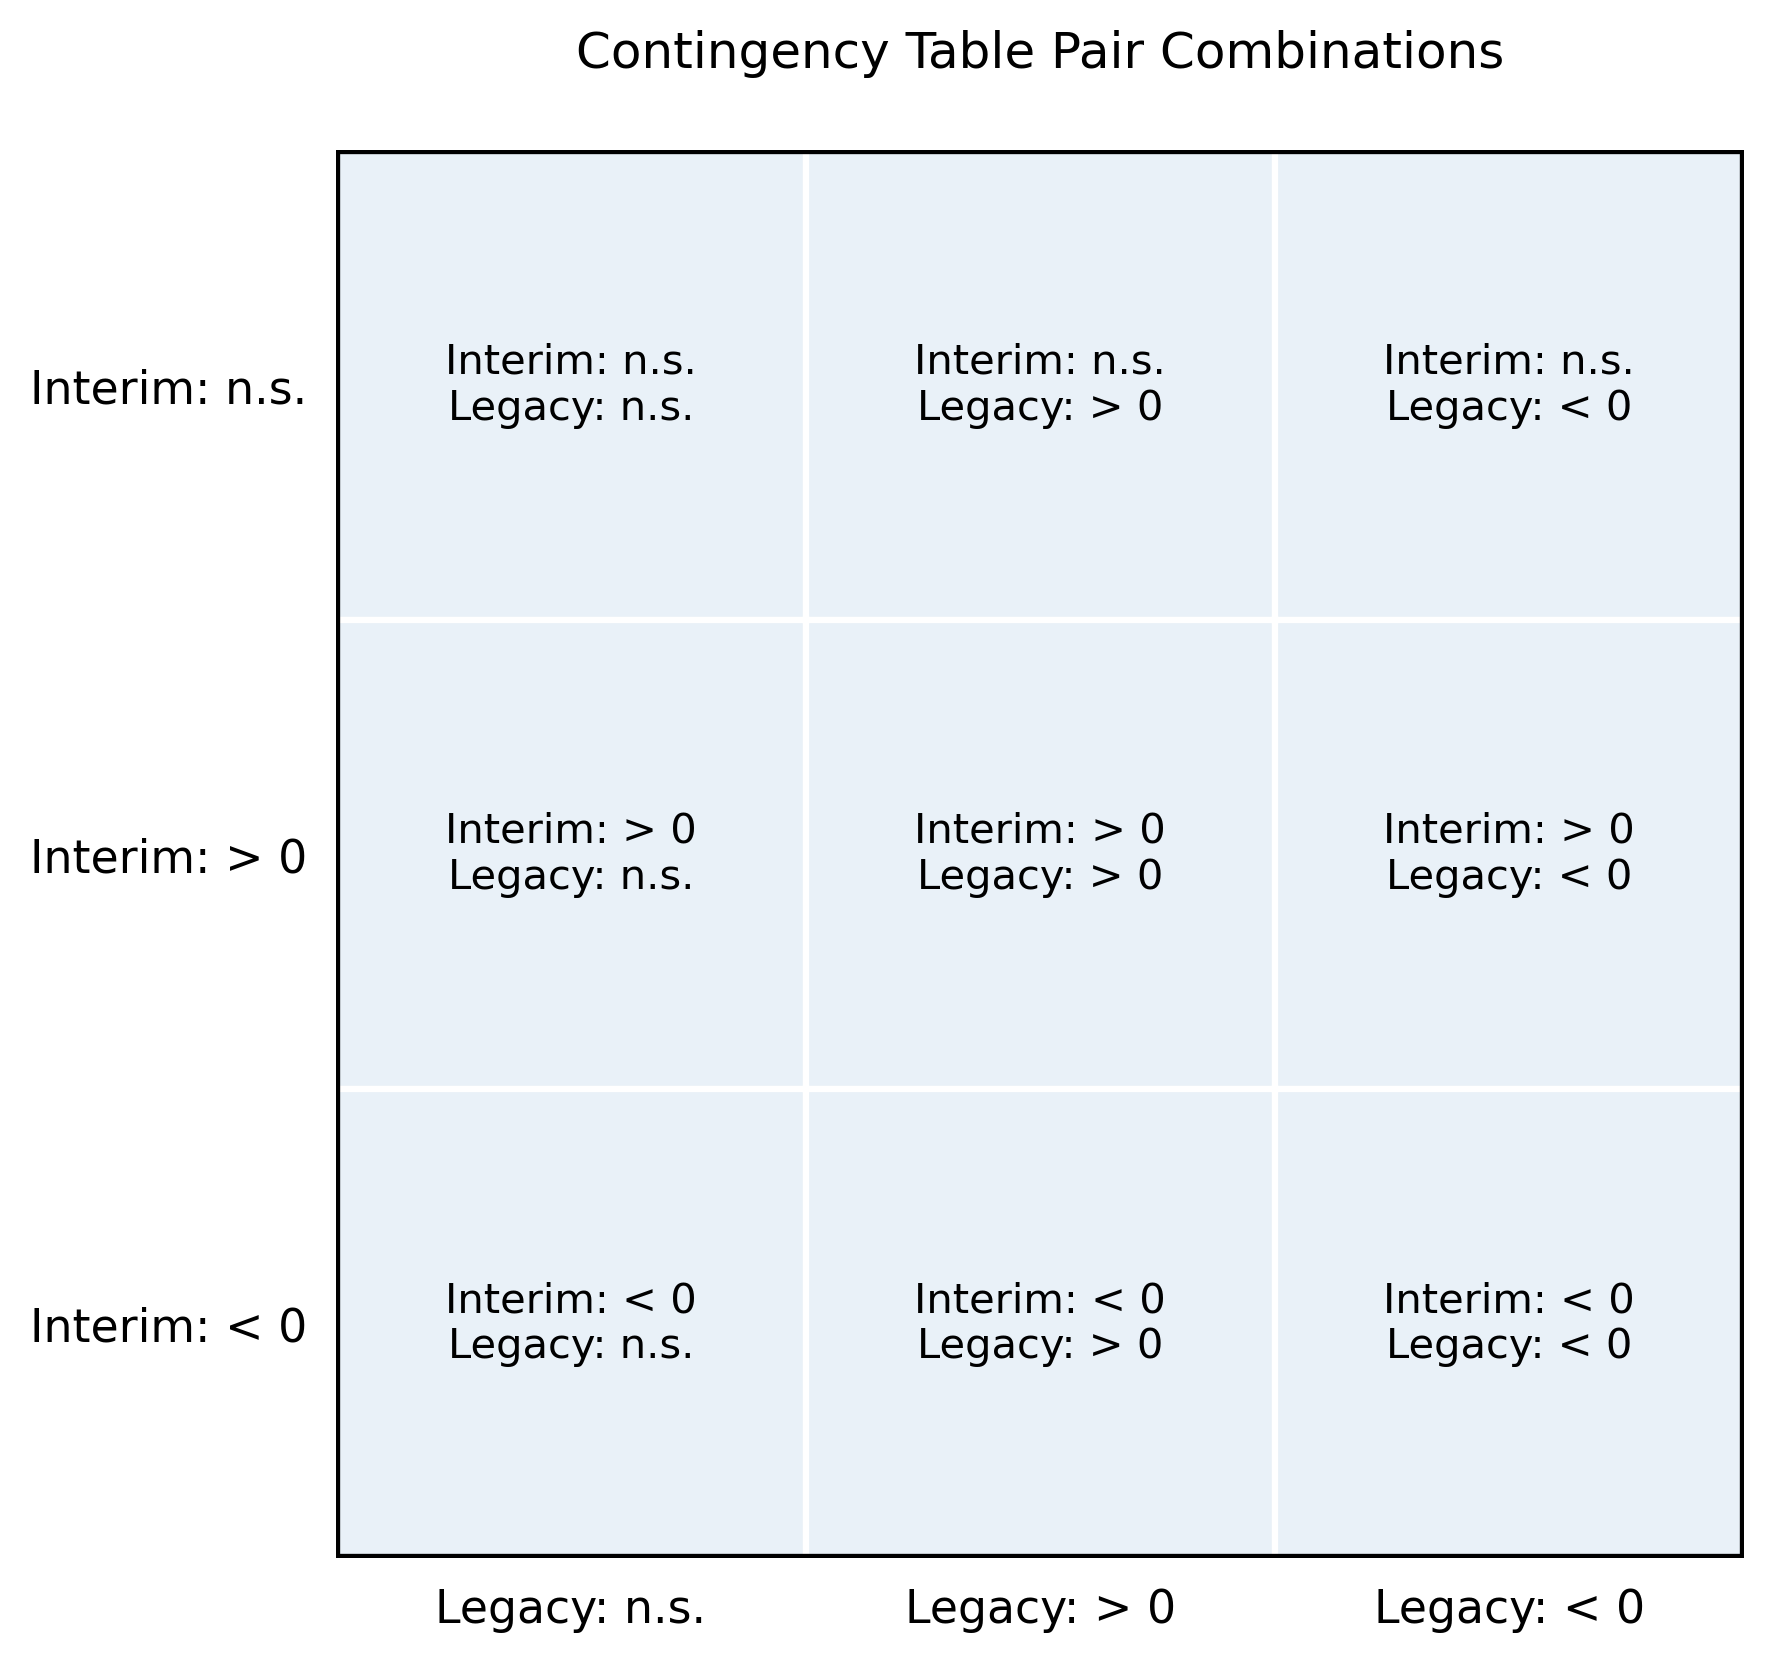 Contingency Table Pair Combinations
Interim: n.s.
Interim: n.s.
Legacy: n.s.
Interim: n.s.
Legacy: > 0
Interim: n.s.
Legacy: < 0
Interim: > 0
Interim: > 0
Legacy: n.s.
Interim: > 0
Legacy: > 0
Interim: > 0
Legacy: < 0
Interim: < 0
Interim: < 0
Legacy: n.s.
Interim: < 0
Legacy: > 0
Interim: < 0
Legacy: < 0
Legacy: n.s.
Legacy: > 0
Legacy: < 0